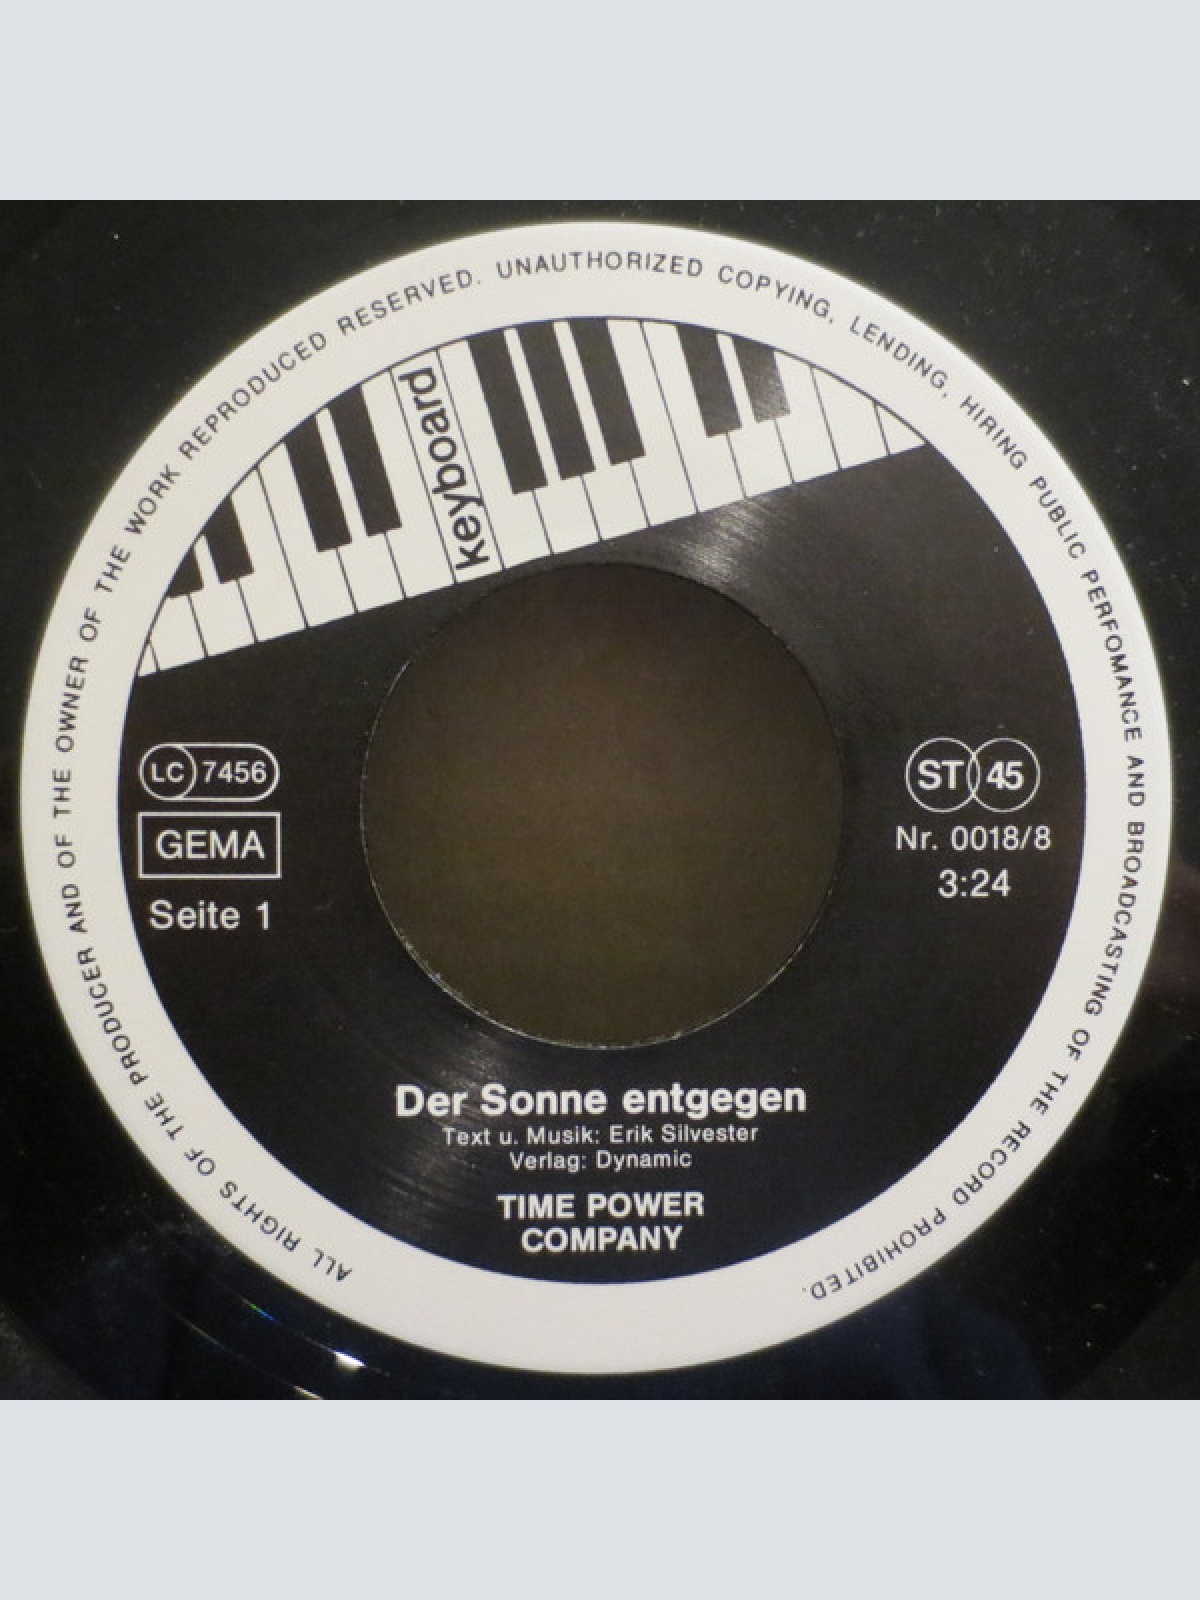 ALL RIGHTS OF THE PRODUCER AND OF THE OWNER OF THE WORK REPRODUCED RESERVED. UNAUTHORIZED COPYING, LENDING, HIRING PUBLIC PERFOMANCE AND BROADCASTING OF THE RECORD PROHIBITED.
keyboard
LC 7456
GEMA
Seite 1
ST 45
Nr. 0018/8
3:24
Der Sonne entgegen
Text u. Musik: Erik Silvester
Verlag: Dynamic
TIME POWER
COMPANY